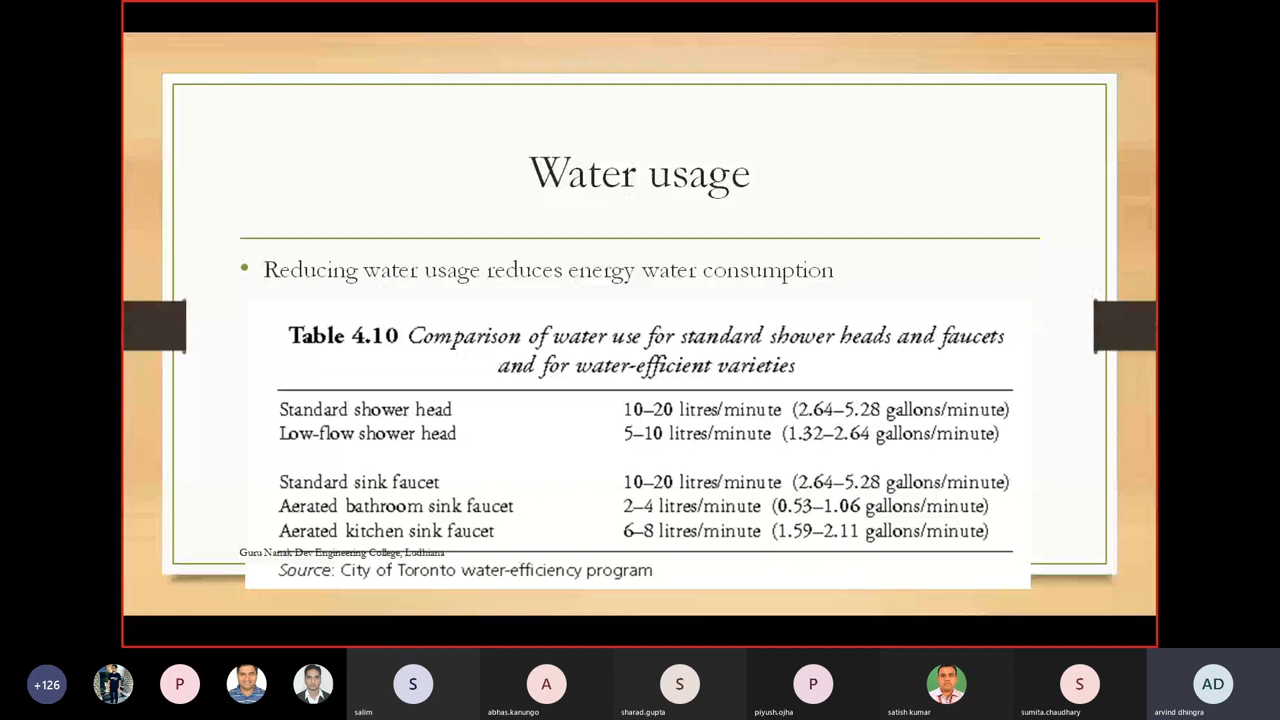 Water usage
• Reducing water usage reduces energy water consumption
Table 4.10 Comparison of water use for standard shower heads and faucets
and for water-efficient varieties
Standard shower head 10–20 litres/minute (2.64–5.28 gallons/minute)
Low-flow shower head 5–10 litres/minute (1.32–2.64 gallons/minute)
Standard sink faucet 10–20 litres/minute (2.64–5.28 gallons/minute)
Aerated bathroom sink faucet 2–4 litres/minute (0.53–1.06 gallons/minute)
Aerated kitchen sink faucet 6–8 litres/minute (1.59–2.11 gallons/minute)
Guru Nanak Dev Engineering College, Ludhiana
Source: City of Toronto water-efficiency program
+126 P S A S P S AD
salim abhas.kanungo sharad.gupta piyush.ojha satish kumar sumita.chaudhary arvind dhingra